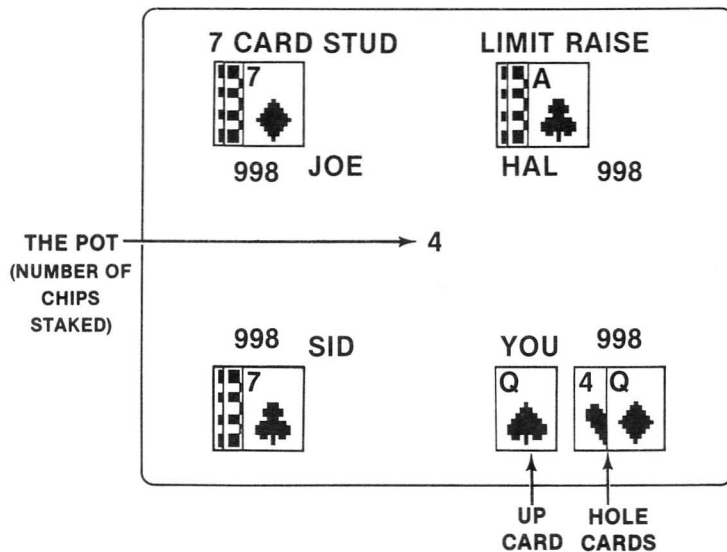 7 CARD STUD LIMIT RAISE
7 A
998 JOE HAL 998
THE POT
(NUMBER OF
CHIPS
STAKED)
4
998 SID YOU 998
7 Q 4 Q
UP
CARD
HOLE
CARDS